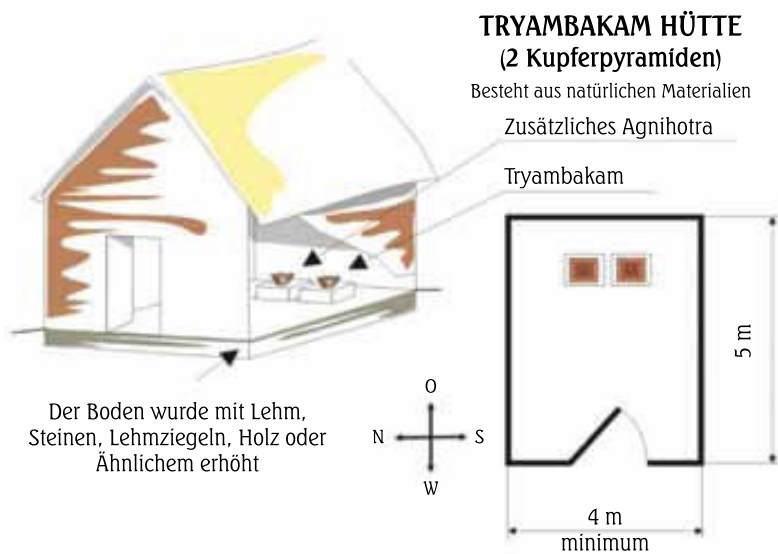 TRYAMBAKAM HÜTTE
(2 Kupferpyramiden)
Besteht aus natürlichen Materialien
Zusätzliches Agnihotra
Tryambakam
5 m
Der Boden wurde mit Lehm,
Steinen, Lehmziegeln, Holz oder
Ähnlichem erhöht
O
N S
W
4 m
minimum